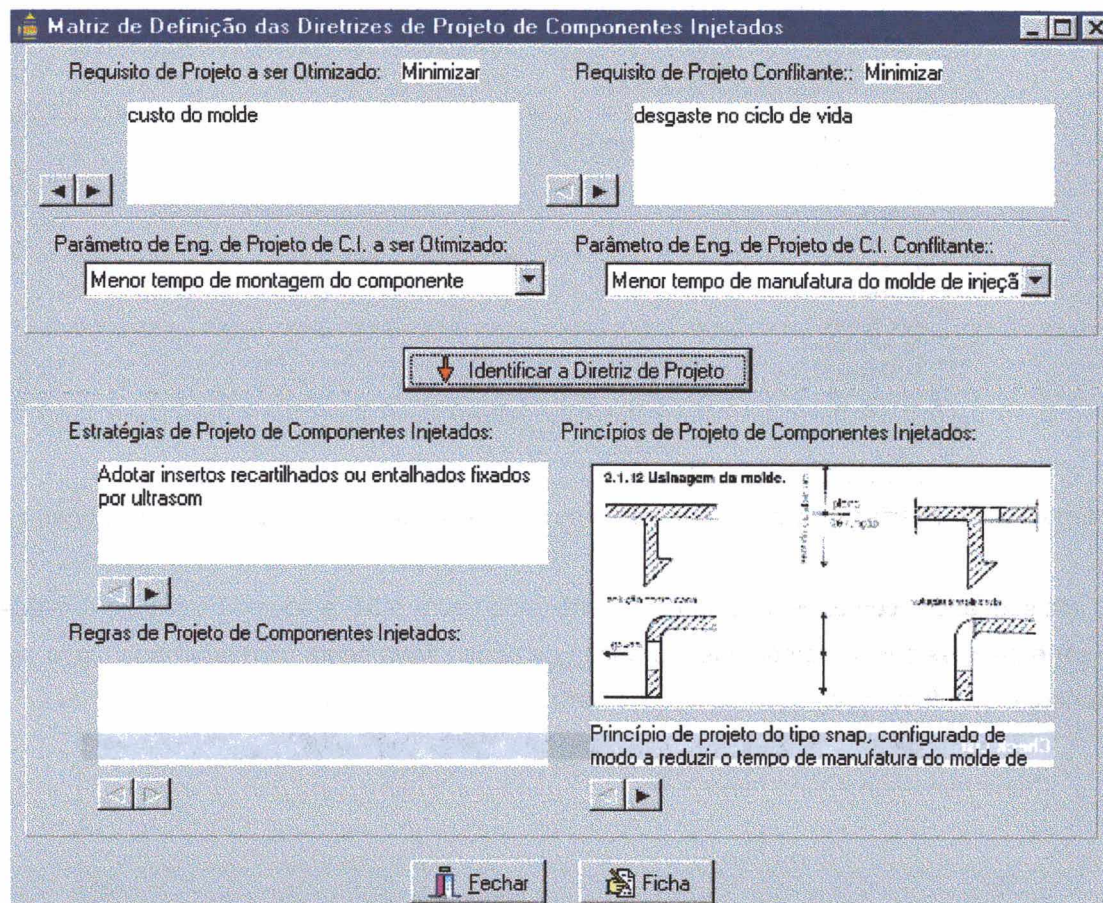 Matriz de Definição das Diretrizes de Projeto de Componentes Injetados
Requisito de Projeto a ser Otimizado: Minimizar
Requisito de Projeto Conflitante:: Minimizar
custo do molde
desgaste no ciclo de vida
Parâmetro de Eng. de Projeto de C.I. a ser Otimizado:
Parâmetro de Eng. de Projeto de C.I. Conflitante::
Menor tempo de montagem do componente
Menor tempo de manufatura do molde de injeçã
Identificar a Diretriz de Projeto
Estratégias de Projeto de Componentes Injetados:
Princípios de Projeto de Componentes Injetados:
Adotar insertos recartilhados ou entalhados fixados
por ultrasom
2.1.12 Usinagem da molde.
plano
Regras de Projeto de Componentes Injetados:
Princípio de projeto do tipo snap, configurado de
modo a reduzir o tempo de manufatura do molde de
Fechar
Ficha